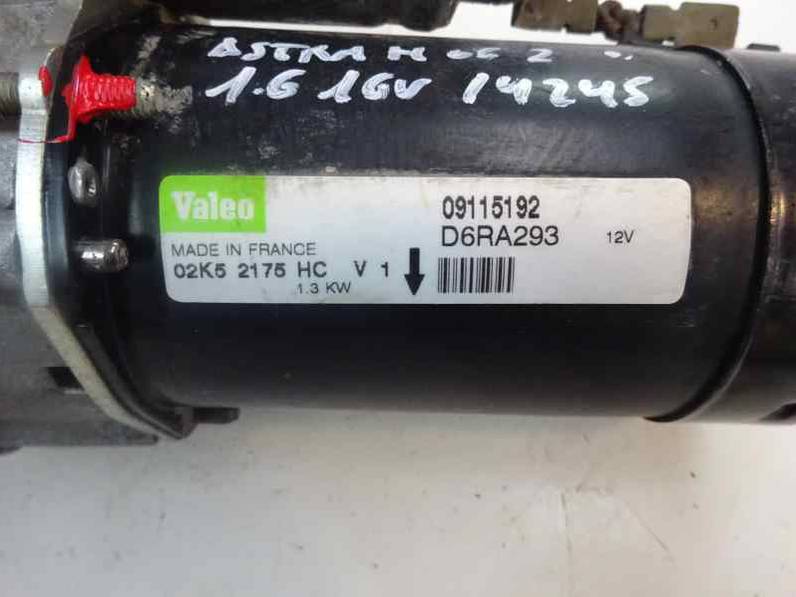 ASTRA H 06 2
1.6 16V 14245
Valeo
09115192
D6RA293 12V
MADE IN FRANCE
02K5 2175 HC V 1
1.3 KW